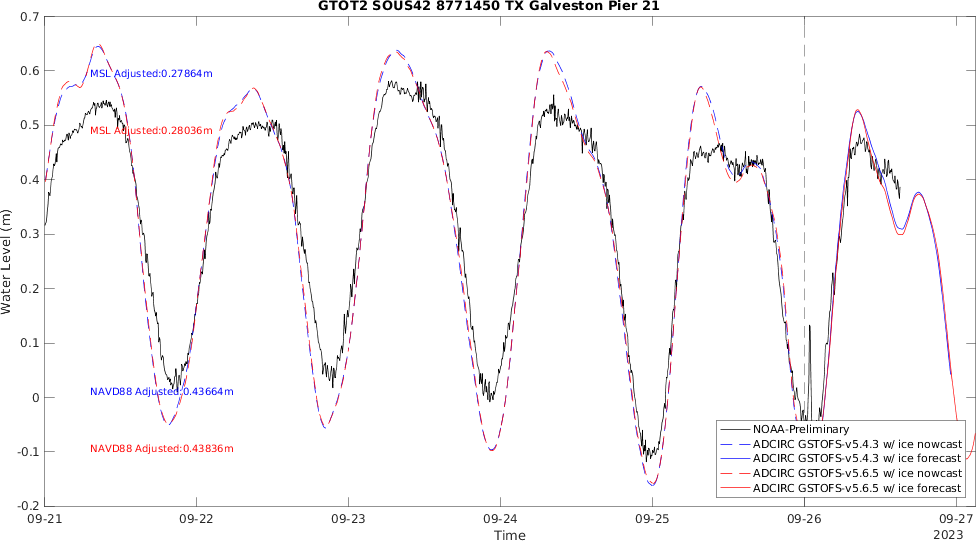 GTOT2 SOUS42 8771450 TX Galveston Pier 21
0.7
0.6
0.5
0.4
0.3
0.2
0.1
0
-0.1
-0.2
Water Level (m)
MSL Adjusted:0.27864m
MSL Adjusted:0.28036m
NAVD88 Adjusted:0.43664m
NAVD88 Adjusted:0.43836m
NOAA-Preliminary
ADCIRC GSTOFS-v5.4.3 w/ ice nowcast
ADCIRC GSTOFS-v5.4.3 w/ ice forecast
ADCIRC GSTOFS-v5.6.5 w/ ice nowcast
ADCIRC GSTOFS-v5.6.5 w/ ice forecast
09-21 09-22 09-23 09-24 09-25 09-26 09-27
Time 2023